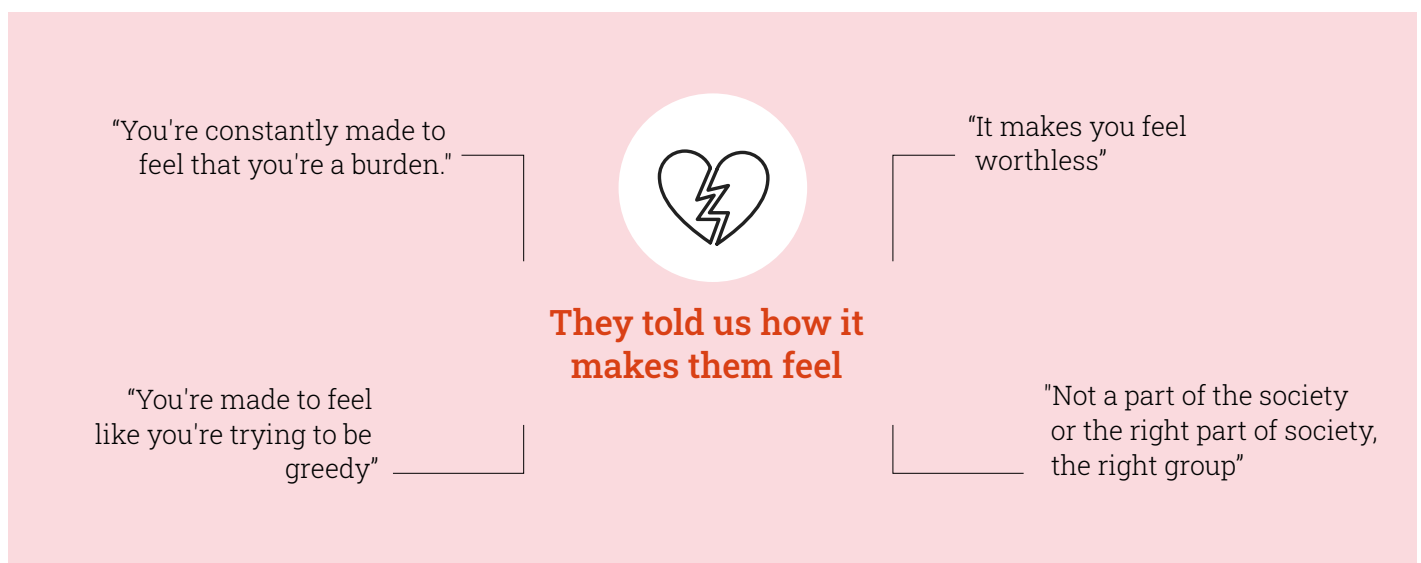 “You're constantly made to
feel that you're a burden."
“It makes you feel
worthless”
They told us how it
makes them feel
“You're made to feel
like you're trying to be
greedy”
"Not a part of the society
or the right part of society,
the right group”